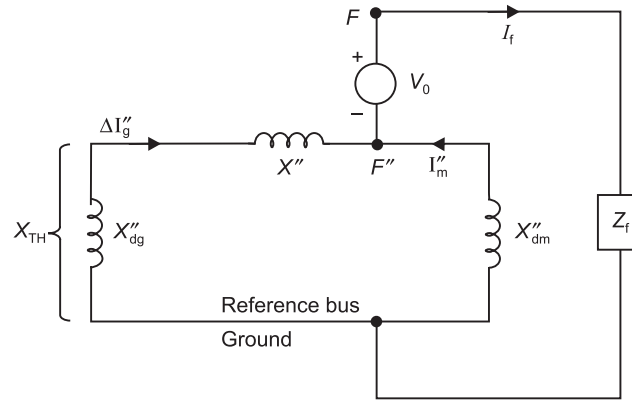 F
I_f
+
V_0
−
ΔI''_g
X''
F''
I''_m
X_TH
X''_dg
X''_dm
Z_f
Reference bus
Ground